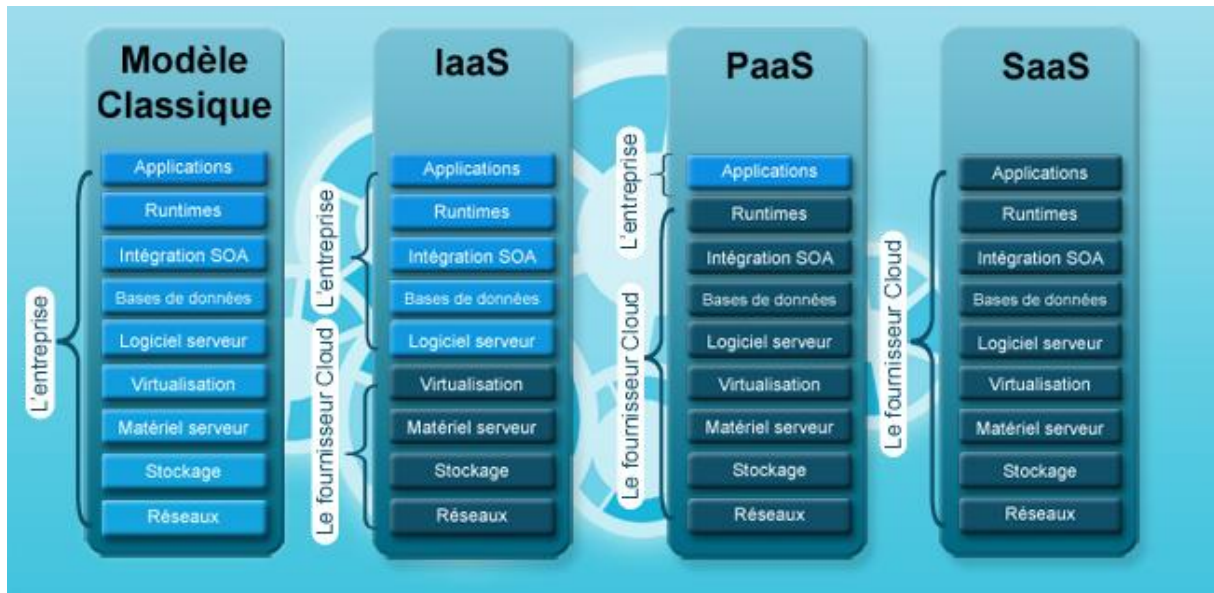 Modèle
Classique
L'entreprise
Applications
Runtimes
Intégration SOA
Bases de données
Logiciel serveur
Virtualisation
Matériel serveur
Stockage
Réseaux
IaaS
L'entreprise
Le fournisseur Cloud
Applications
Runtimes
Intégration SOA
Bases de données
Logiciel serveur
Virtualisation
Matériel serveur
Stockage
Réseaux
PaaS
L'entreprise
Le fournisseur Cloud
Applications
Runtimes
Intégration SOA
Bases de données
Logiciel serveur
Virtualisation
Matériel serveur
Stockage
Réseaux
SaaS
Le fournisseur Cloud
Applications
Runtimes
Intégration SOA
Bases de données
Logiciel serveur
Virtualisation
Matériel serveur
Stockage
Réseaux